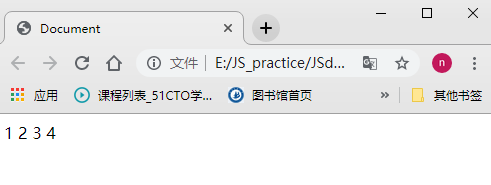 Document
文件 E:/JS_practice/JSd...
n
应用 课程列表_51CTO学... 图书馆首页 » 其他书签
1 2 3 4